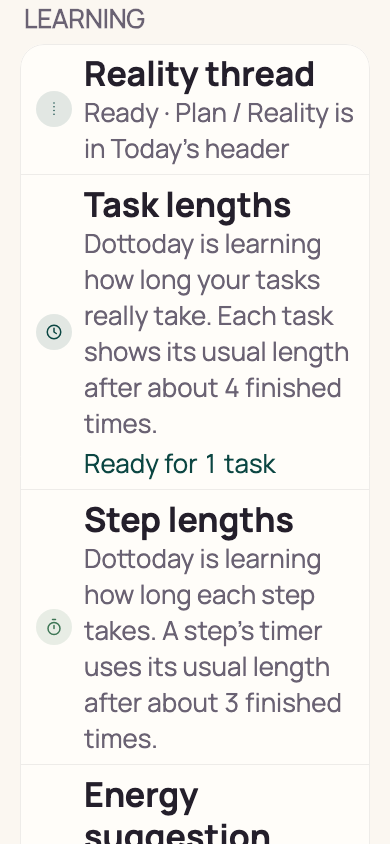 LEARNING
Reality thread
Ready · Plan / Reality is
in Today's header
Task lengths
Dottoday is learning
how long your tasks
really take. Each task
shows its usual length
after about 4 finished
times.
Ready for 1 task
Step lengths
Dottoday is learning
how long each step
takes. A step's timer
uses its usual length
after about 3 finished
times.
Energy
suggestion